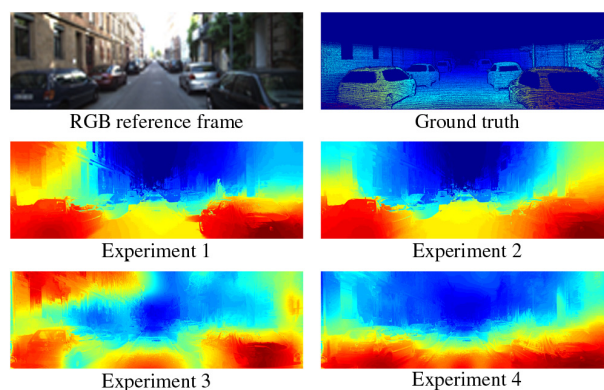 RGB reference frame
Ground truth
Experiment 1
Experiment 2
Experiment 3
Experiment 4